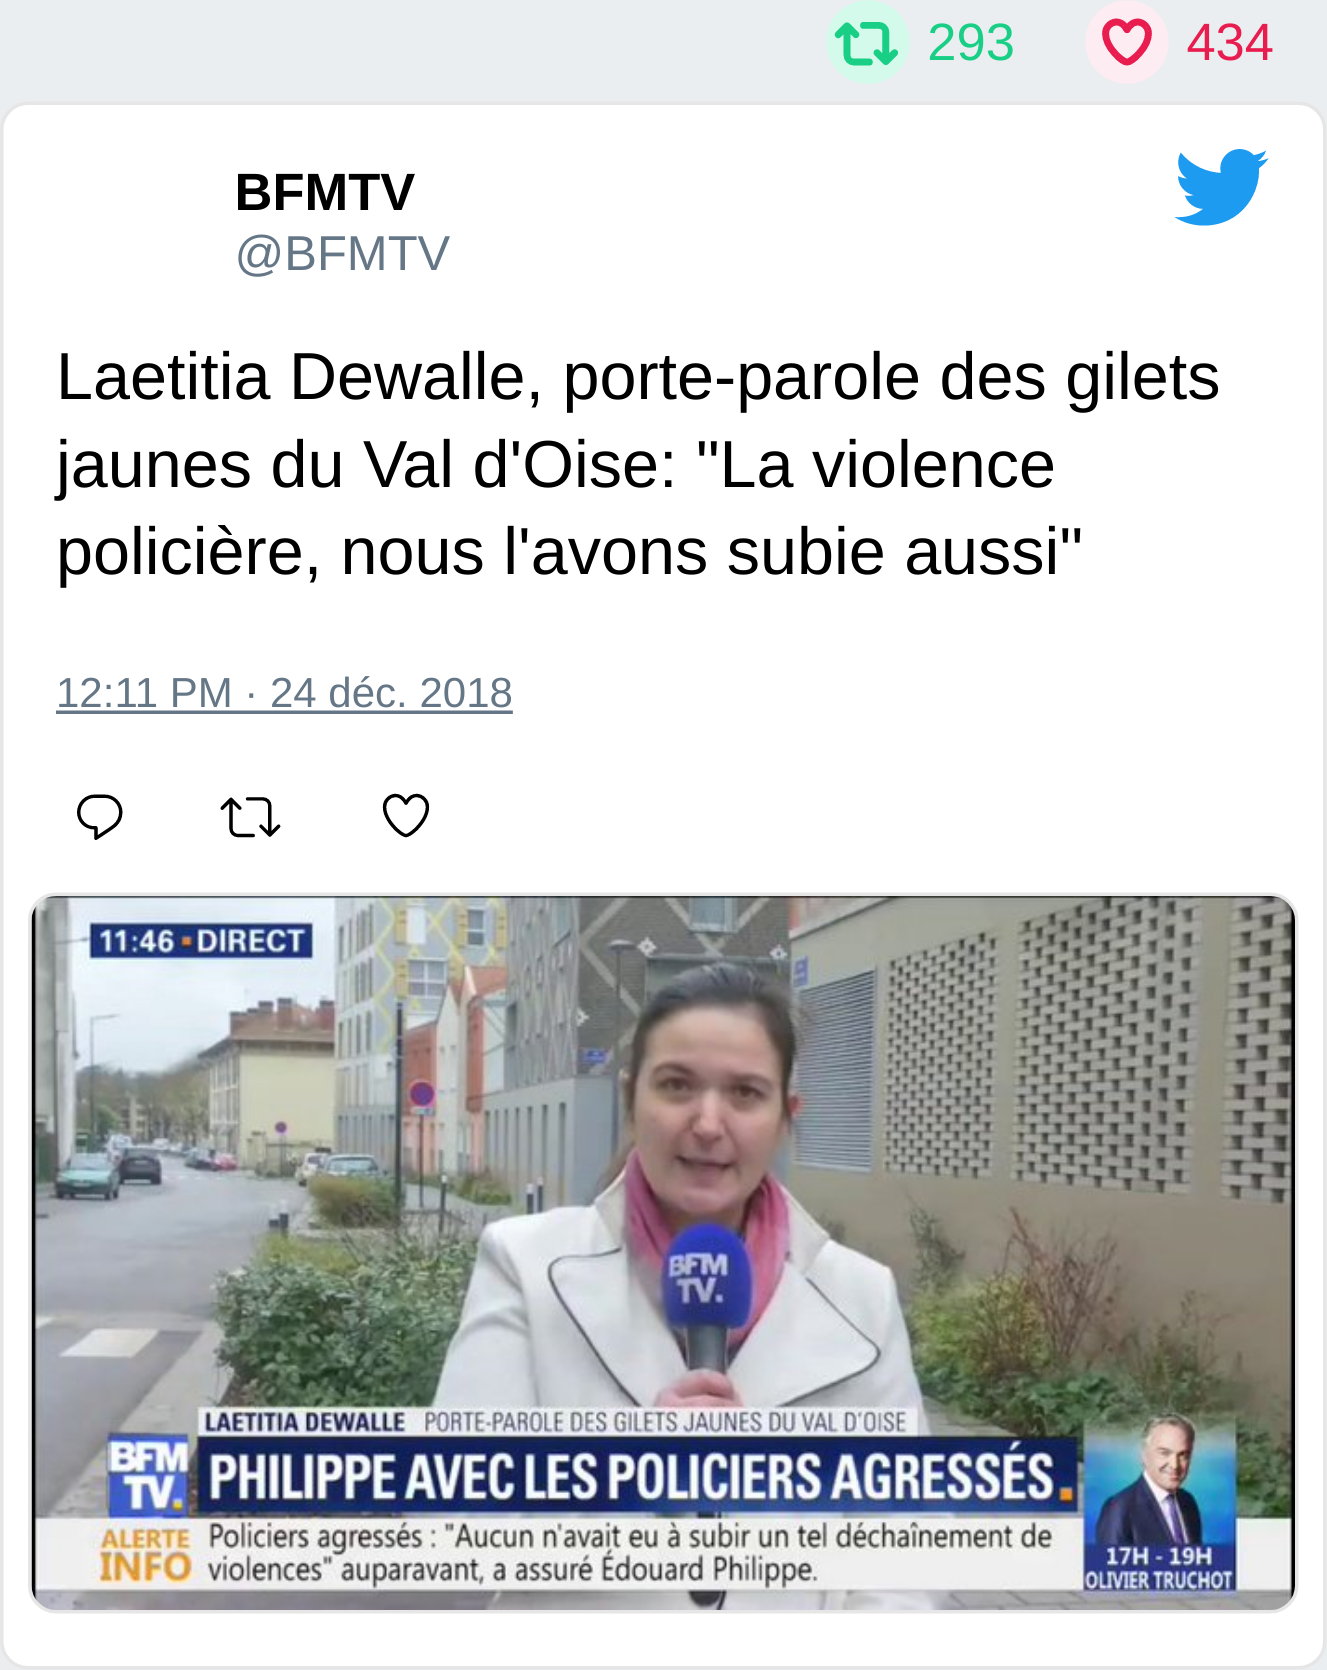 293 434
BFMTV
@BFMTV
Laetitia Dewalle, porte-parole des gilets
jaunes du Val d'Oise: "La violence
policière, nous l'avons subie aussi"
12:11 PM · 24 déc. 2018
11:46 ▪ DIRECT
BFM
TV.
LAETITIA DEWALLE PORTE-PAROLE DES GILETS JAUNES DU VAL D'OISE
BFM
TV.
PHILIPPE AVEC LES POLICIERS AGRESSÉS.
ALERTE
INFO
Policiers agressés : "Aucun n'avait eu à subir un tel déchaînement de
violences" auparavant, a assuré Édouard Philippe.
17H - 19H
OLIVIER TRUCHOT